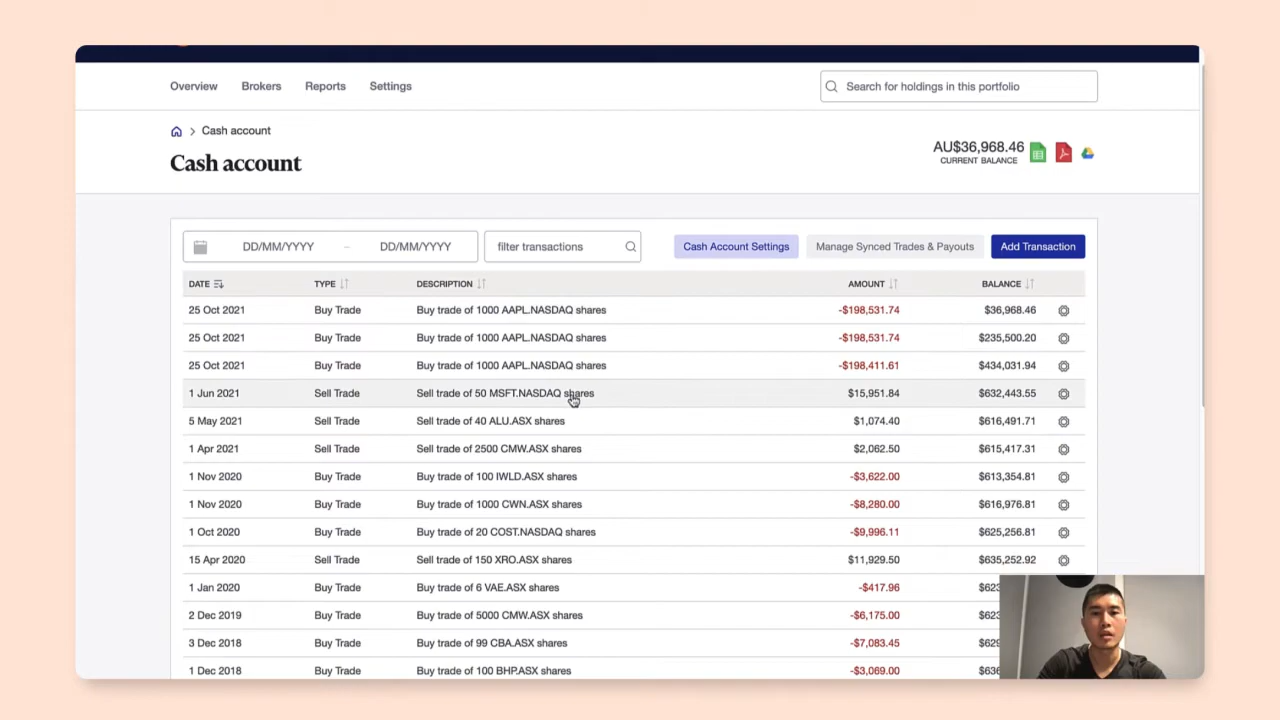 Overview Brokers Reports Settings Search for holdings in this portfolio
Cash account
Cash account
AU$36,968.46
CURRENT BALANCE
DD/MM/YYYY – DD/MM/YYYY filter transactions Cash Account Settings Manage Synced Trades & Payouts Add Transaction
DATE TYPE DESCRIPTION AMOUNT BALANCE
25 Oct 2021 Buy Trade Buy trade of 1000 AAPL.NASDAQ shares -$198,531.74 $36,968.46
25 Oct 2021 Buy Trade Buy trade of 1000 AAPL.NASDAQ shares -$198,531.74 $235,500.20
25 Oct 2021 Buy Trade Buy trade of 1000 AAPL.NASDAQ shares -$198,411.61 $434,031.94
1 Jun 2021 Sell Trade Sell trade of 50 MSFT.NASDAQ shares $15,951.84 $632,443.55
5 May 2021 Sell Trade Sell trade of 40 ALU.ASX shares $1,074.40 $616,491.71
1 Apr 2021 Sell Trade Sell trade of 2500 CMW.ASX shares $2,062.50 $615,417.31
1 Nov 2020 Buy Trade Buy trade of 100 IWLD.ASX shares -$3,622.00 $613,354.81
1 Nov 2020 Buy Trade Buy trade of 1000 CWN.ASX shares -$8,280.00 $616,976.81
1 Oct 2020 Buy Trade Buy trade of 20 COST.NASDAQ shares -$9,996.11 $625,256.81
15 Apr 2020 Sell Trade Sell trade of 150 XRO.ASX shares $11,929.50 $635,252.92
1 Jan 2020 Buy Trade Buy trade of 6 VAE.ASX shares -$417.96 $623
2 Dec 2019 Buy Trade Buy trade of 5000 CMW.ASX shares -$6,175.00 $623
3 Dec 2018 Buy Trade Buy trade of 99 CBA.ASX shares -$7,083.45 $629
1 Dec 2018 Buy Trade Buy trade of 100 BHP.ASX shares -$3,069.00 $636